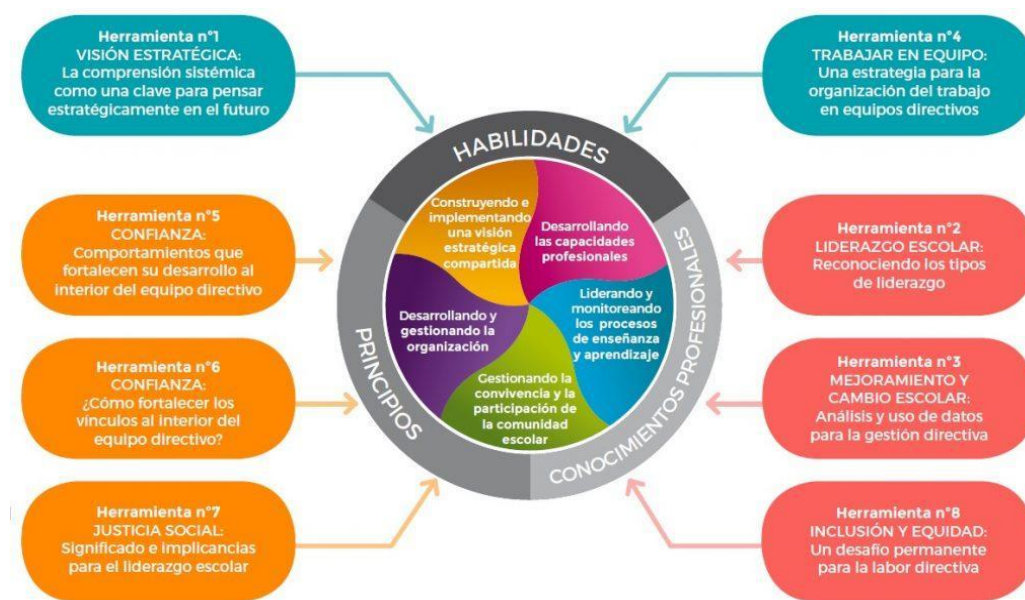 Herramienta n°1
VISIÓN ESTRATÉGICA:
La comprensión sistémica
como una clave para pensar
estratégicamente en el futuro
Herramienta n°4
TRABAJAR EN EQUIPO:
Una estrategia para la
organización del trabajo
en equipos directivos
Herramienta n°5
CONFIANZA:
Comportamientos que
fortalecen su desarrollo al
interior del equipo directivo
Herramienta n°6
CONFIANZA:
¿Cómo fortalecer los
vínculos al interior del
equipo directivo?
Herramienta n°7
JUSTICIA SOCIAL:
Significado e implicancias
para el liderazgo escolar
HABILIDADES
PRINCIPIOS
CONOCIMIENTOS PROFESIONALES
Construyendo e
implementando
una visión
estratégica
compartida
Desarrollando
las capacidades
profesionales
Liderando y
monitoreando
los procesos
de enseñanza
y aprendizaje
Gestionando la
convivencia y la
participación de
la comunidad
escolar
Desarrollando y
gestionando la
organización
Herramienta n°2
LIDERAZGO ESCOLAR:
Reconociendo los tipos
de liderazgo
Herramienta n°3
MEJORAMIENTO Y
CAMBIO ESCOLAR:
Análisis y uso de datos
para la gestión directiva
Herramienta n°8
INCLUSIÓN Y EQUIDAD:
Un desafío permanente
para la labor directiva